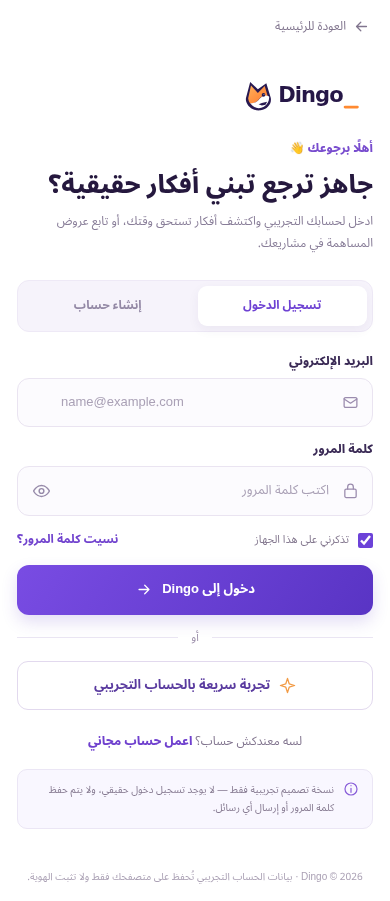 العودة للرئيسية
Dingo_
أهلًا برجوعك 👋
جاهز ترجع تبني أفكار حقيقية؟
ادخل لحسابك التجريبي واكتشف أفكار تستحق وقتك، أو تابع عروض
المساهمة في مشاريعك.
تسجيل الدخول
إنشاء حساب
البريد الإلكتروني
name@example.com
كلمة المرور
اكتب كلمة المرور
تذكرني على هذا الجهاز
نسيت كلمة المرور؟
دخول إلى Dingo
أو
تجربة سريعة بالحساب التجريبي
لسه معندكش حساب؟ اعمل حساب مجاني
نسخة تصميم تجريبية فقط — لا يوجد تسجيل دخول حقيقي، ولا يتم حفظ
كلمة المرور أو إرسال أي رسائل.
2026 © Dingo · بيانات الحساب التجريبي تُحفظ على متصفحك فقط ولا تثبت الهوية.